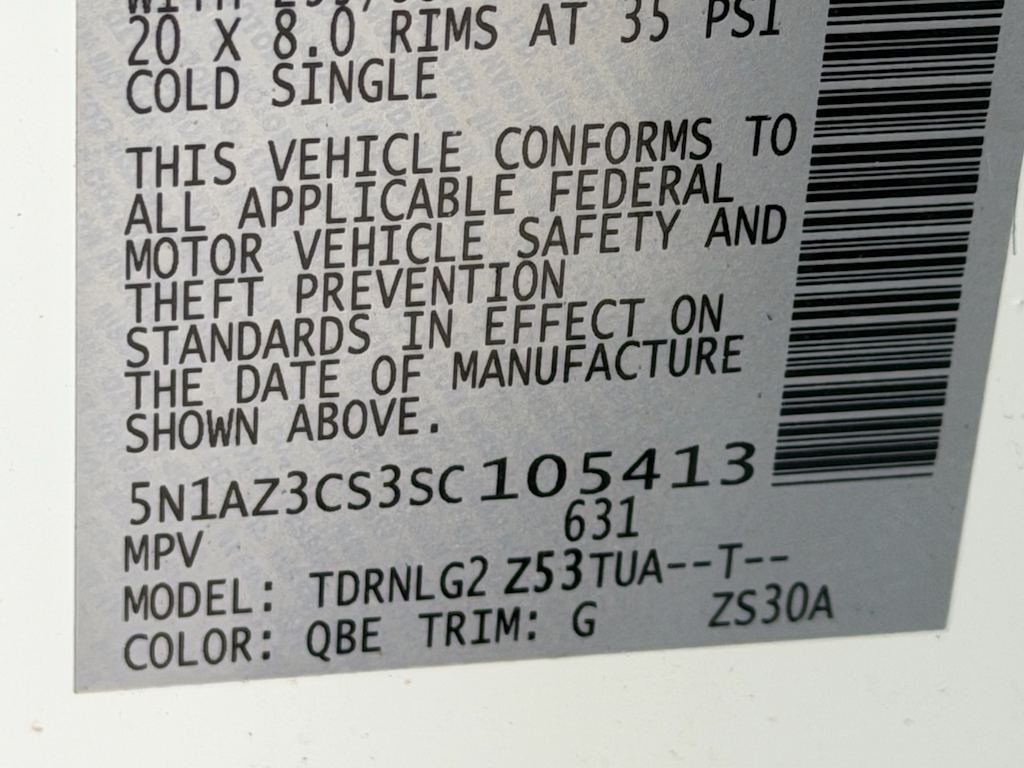 20 X 8.0 RIMS AT 35 PSI
COLD SINGLE
THIS VEHICLE CONFORMS TO
ALL APPLICABLE FEDERAL
MOTOR VEHICLE SAFETY AND
THEFT PREVENTION
STANDARDS IN EFFECT ON
THE DATE OF MANUFACTURE
SHOWN ABOVE.
5N1AZ3CS3SC105413
MPV 631
MODEL: TDRNLG2 Z53TUA--T--
COLOR: QBE TRIM: G ZS30A